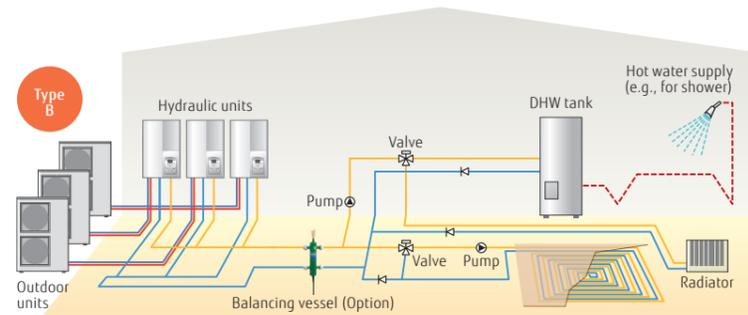 Type
B
Hydraulic units
Hot water supply
(e.g., for shower)
DHW tank
Valve
Pump
Valve
Pump
Radiator
Outdoor
units
Balancing vessel (Option)